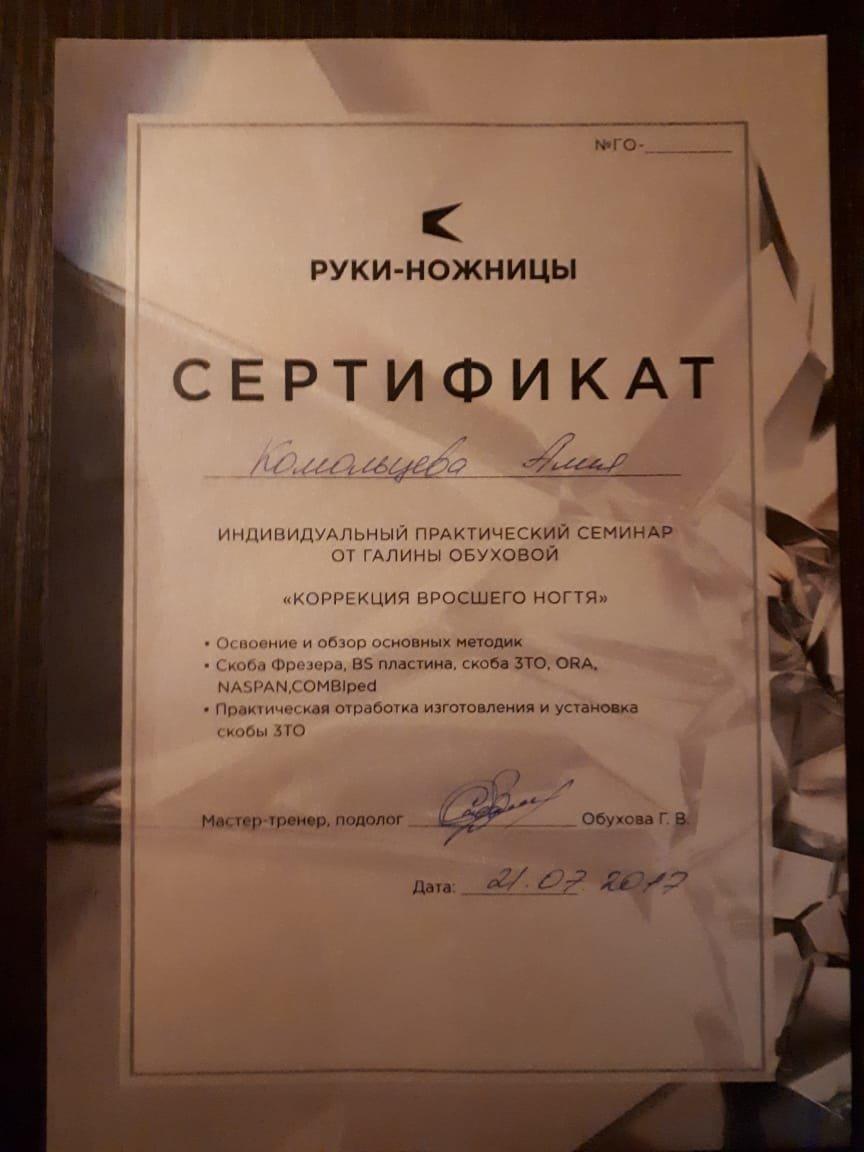 №ГО-__________
РУКИ-НОЖНИЦЫ
СЕРТИФИКАТ
Комольцева Алия
ИНДИВИДУАЛЬНЫЙ ПРАКТИЧЕСКИЙ СЕМИНАР
ОТ ГАЛИНЫ ОБУХОВОЙ
«КОРРЕКЦИЯ ВРОСШЕГО НОГТЯ»
• Освоение и обзор основных методик
• Скоба Фрезера, BS пластина, скоба 3ТО, ORA,
NASPAN,COMBIped
• Практическая отработка изготовления и установка
скобы 3ТО
Мастер-тренер, подолог Обухова Г. В.
Дата: 21.07.2017